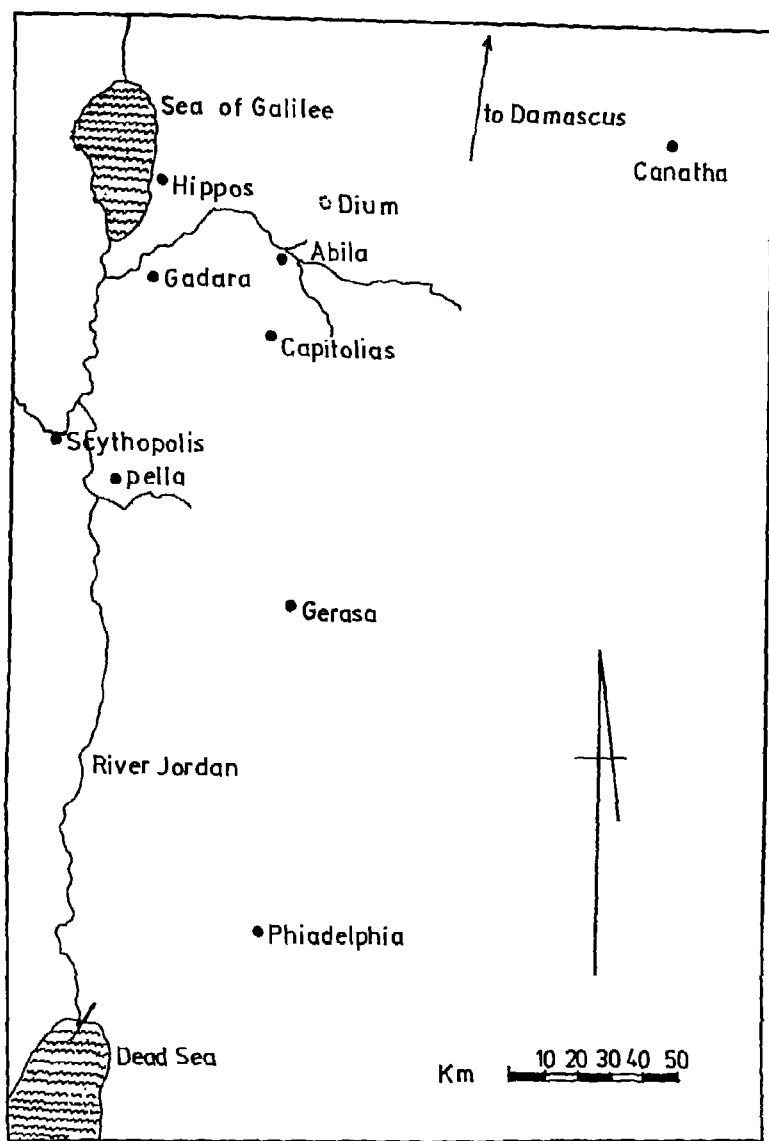 Sea of Galilee
to Damascus
Canatha
Hippos
Dium
Abila
Gadara
Capitolias
Scythopolis
pella
Gerasa
River Jordan
Phiadelphia
Dead Sea
Km 10 20 30 40 50